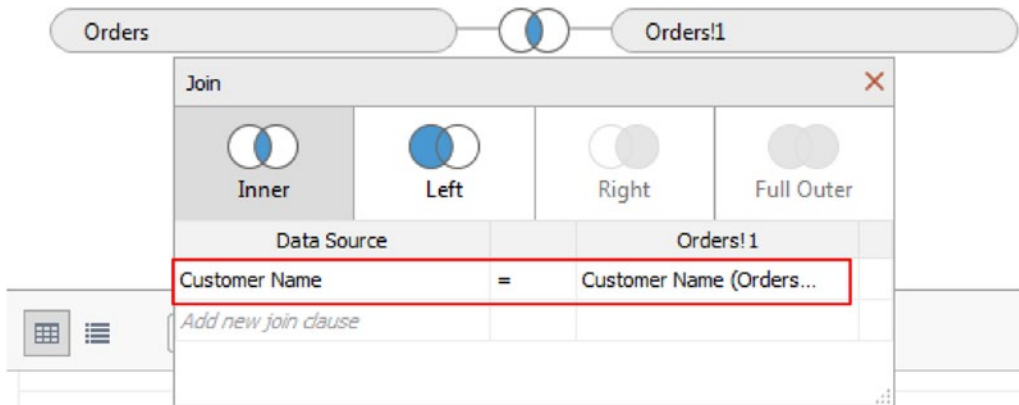 Orders Orders!1
Join
Inner Left Right Full Outer
Data Source Orders!1
Customer Name = Customer Name (Orders...
Add new join clause